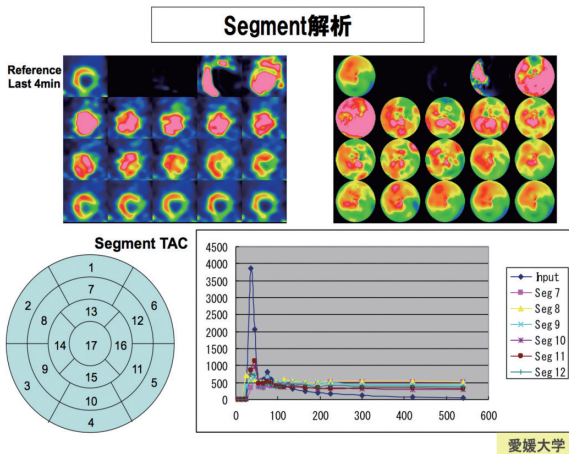 Segment解析
Reference
Last 4min
Segment TAC
1
7
2
6
13
8
12
14
17
16
9
11
15
3
5
10
4
4500
4000
3500
3000
2500
2000
1500
1000
500
0
0 100 200 300 400 500 600
Input
Seg 7
Seg 8
Seg 9
Seg 10
Seg 11
Seg 12
愛媛大学